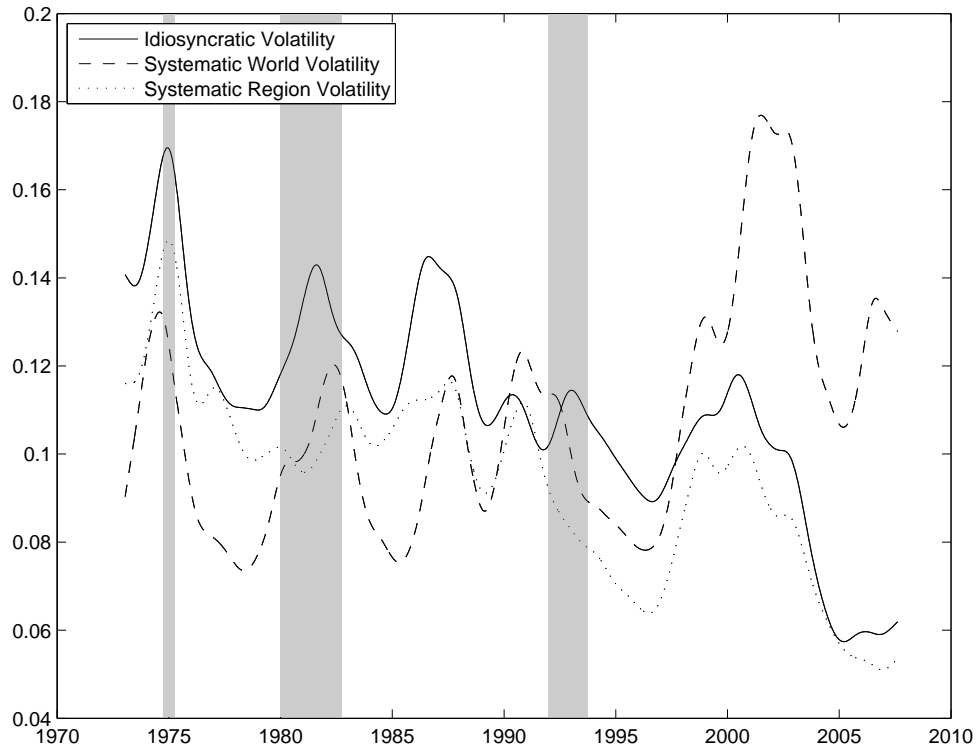 0.2
0.18
0.16
0.14
0.12
0.1
0.08
0.06
0.04
Idiosyncratic Volatility
Systematic World Volatility
Systematic Region Volatility
1970 1975 1980 1985 1990 1995 2000 2005 2010